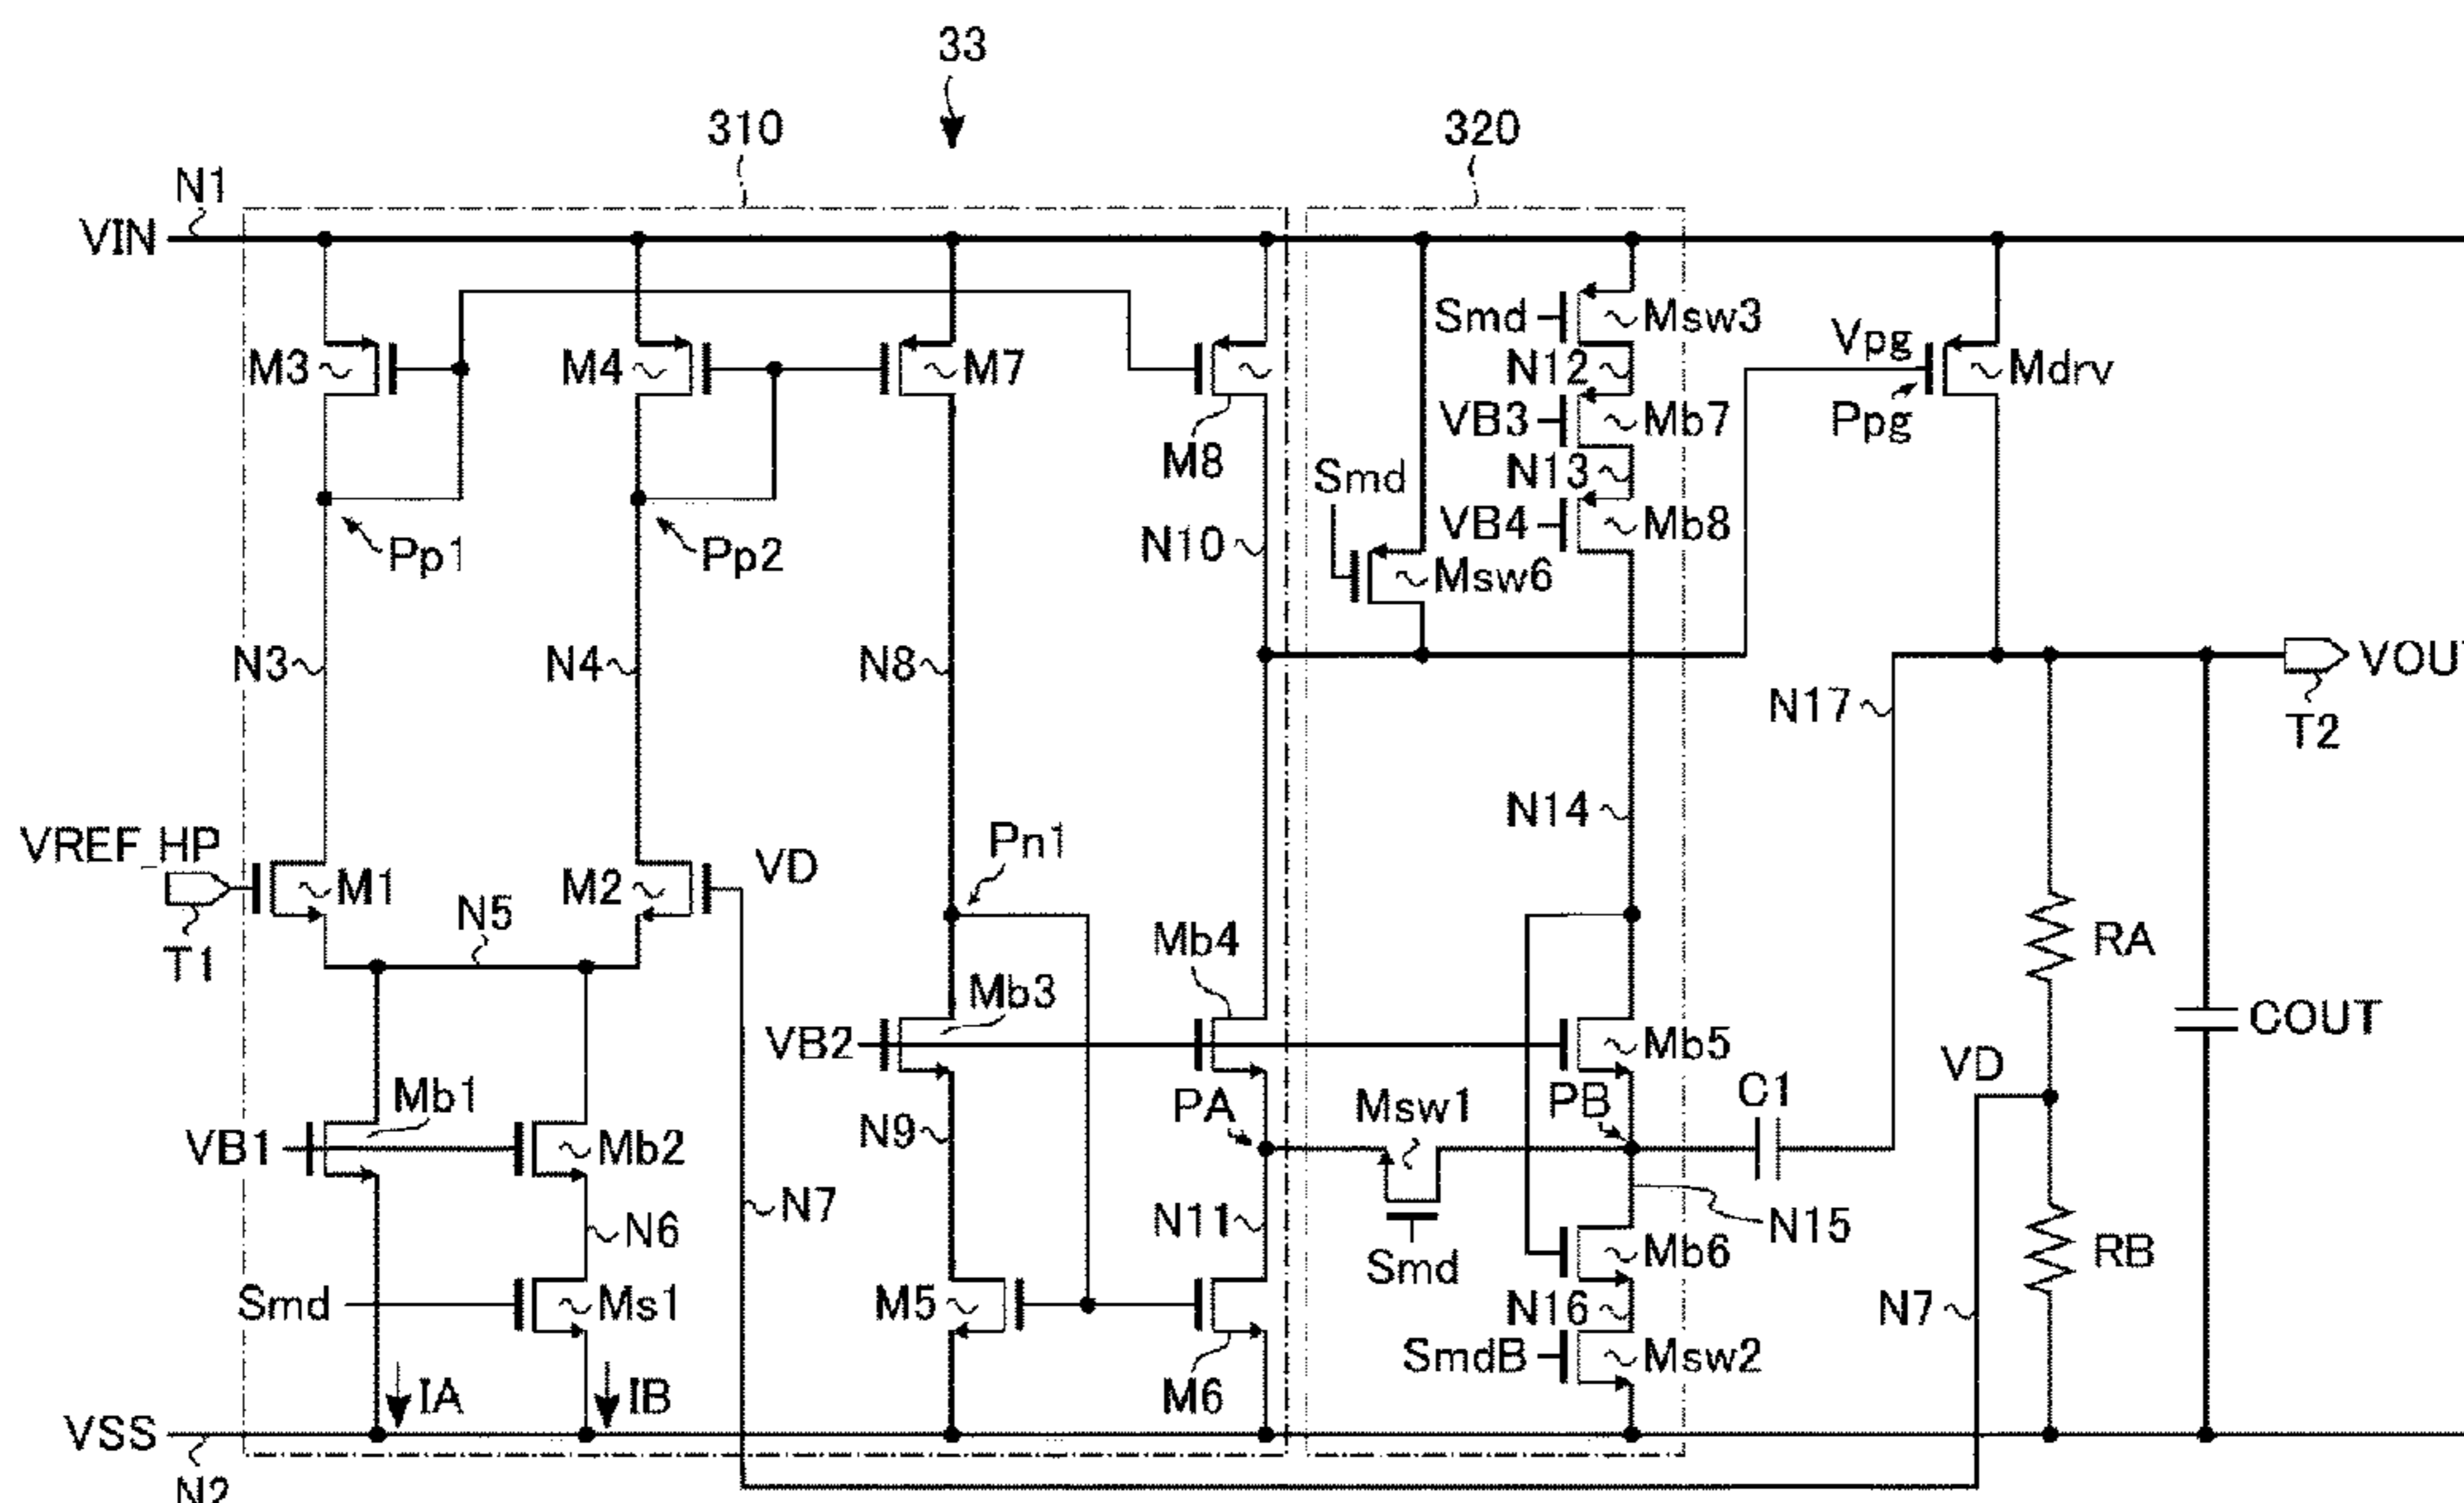 33
310
320
N1
VIN
Smd
Msw3
Vpg
M3
M4
M7
N12
Mdrv
VB3
Mb7
Ppg
M8
N13
Smd
VB4
Mb8
Pp1
Pp2
N10
Msw6
N3
N4
N8
VOU
N17
T2
N14
VREF_HP
Pn1
M1
M2
VD
N5
T1
Mb4
RA
Mb3
VB2
Mb5
COUT
VD
Mb1
PA
Msw1
PB
C1
N9
VB1
Mb2
N7
N11
N15
N6
Smd
Mb6
RB
Smd
Ms1
M5
N16
N7
SmdB
Msw2
IA
IB
M6
VSS
N2